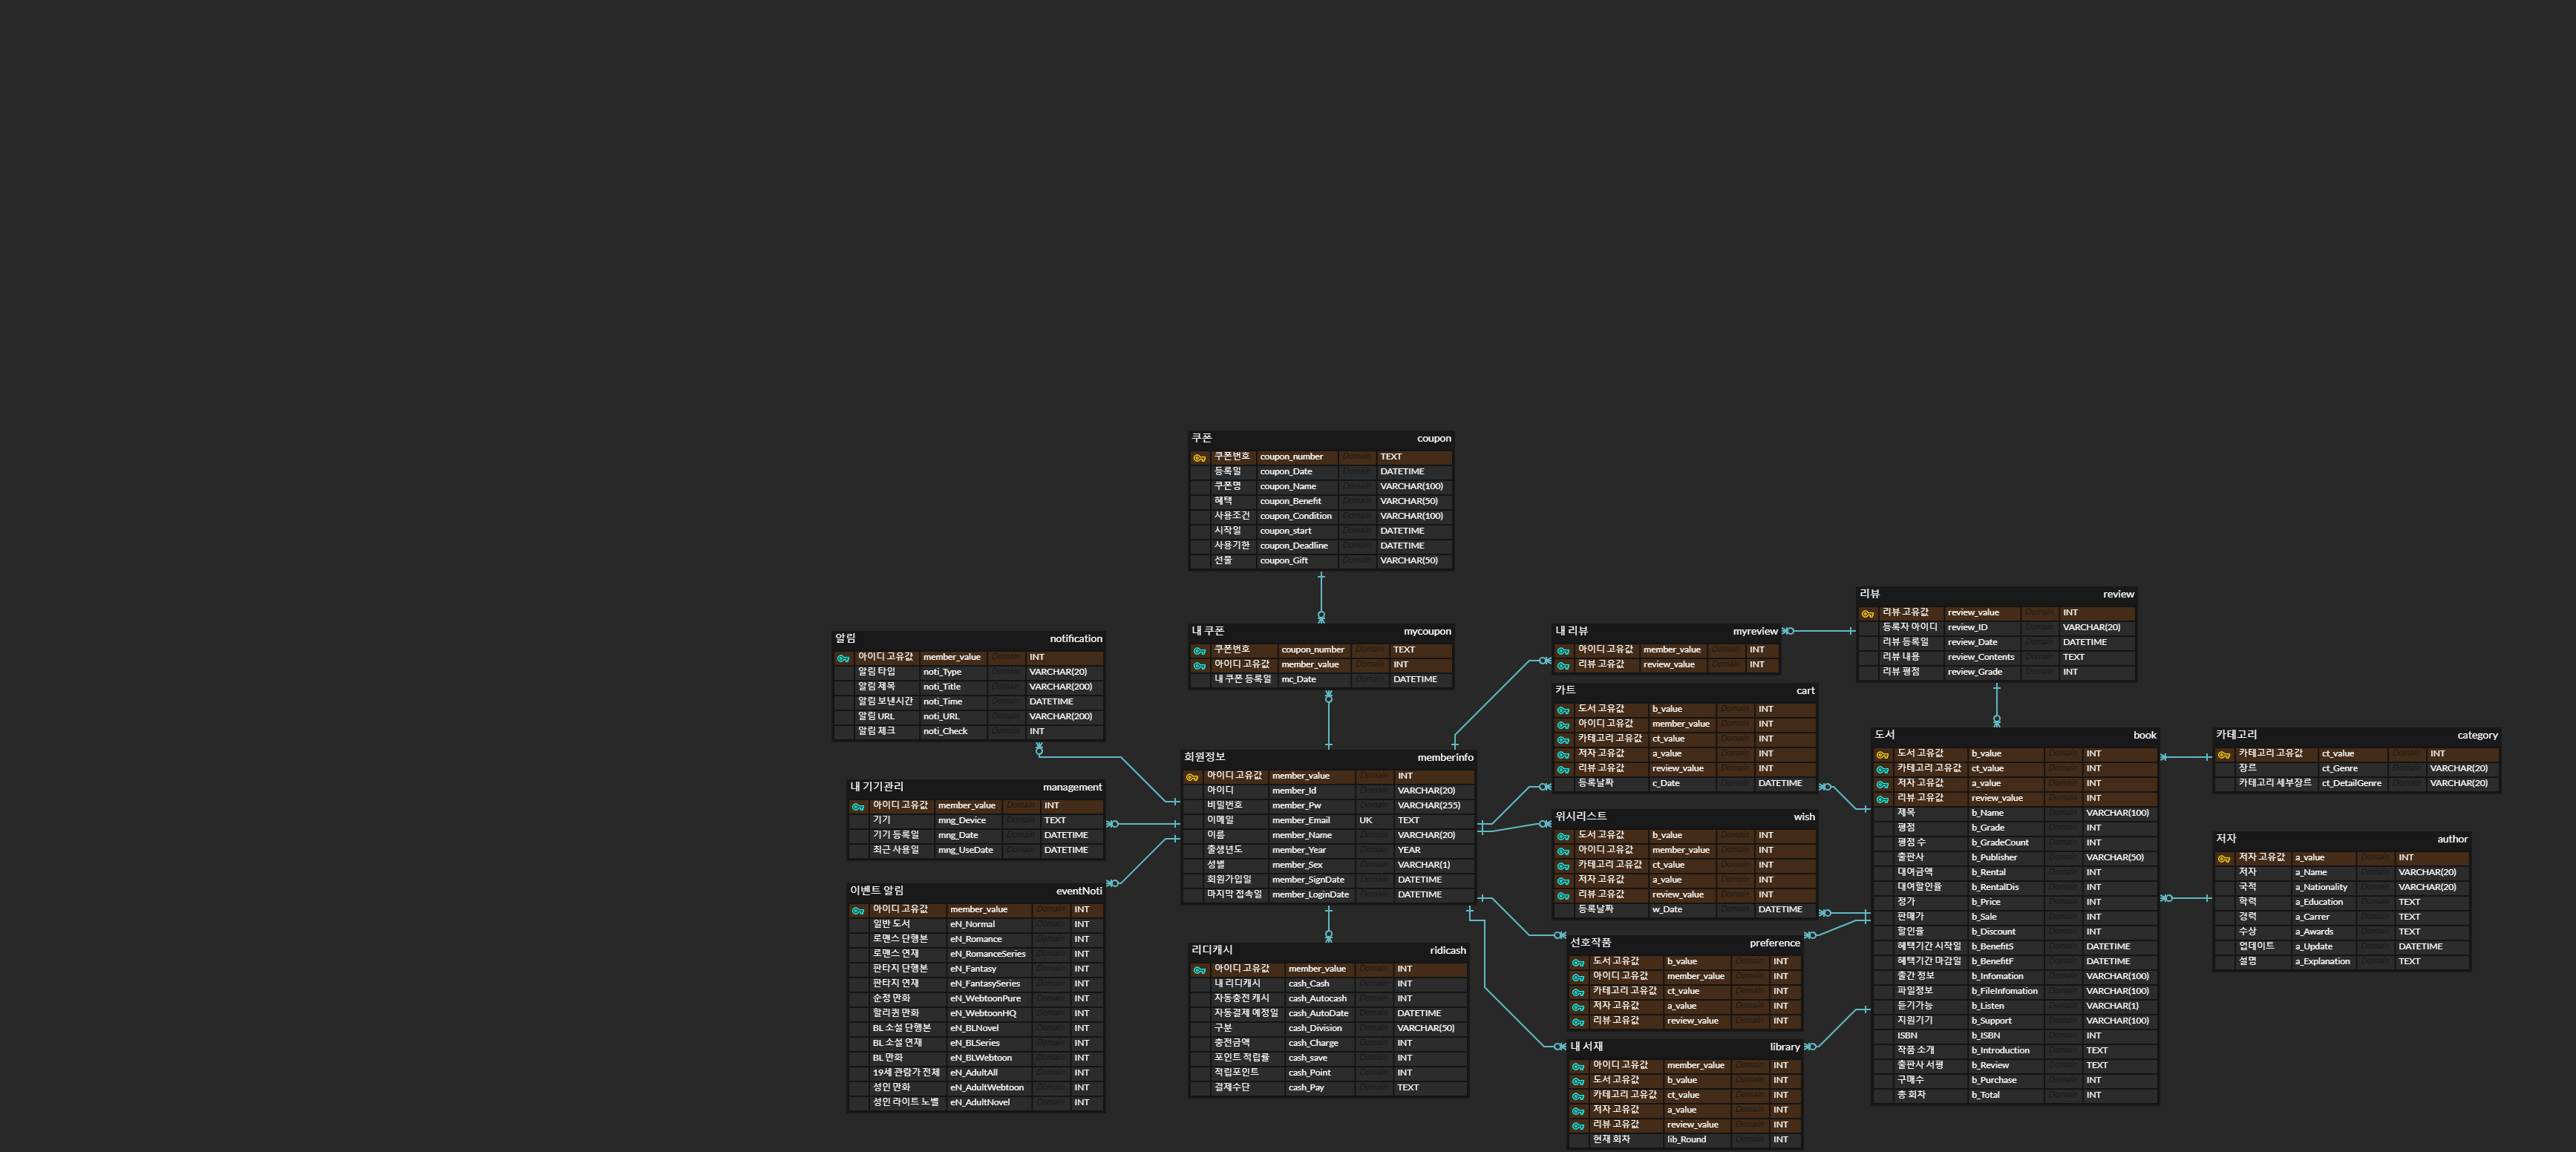 쿠폰 coupon
쿠폰번호 coupon_number Domain TEXT
등록일 coupon_Date Domain DATETIME
쿠폰명 coupon_Name Domain VARCHAR(100)
혜택 coupon_Benefit Domain VARCHAR(50)
사용조건 coupon_Condition Domain VARCHAR(100)
시작일 coupon_start Domain DATETIME
사용기한 coupon_Deadline Domain DATETIME
선물 coupon_Gift Domain VARCHAR(50)
알림 notification
아이디 고유값 member_value Domain INT
알림 타입 noti_Type Domain VARCHAR(20)
알림 제목 noti_Title Domain VARCHAR(200)
알림 보낸시간 noti_Time Domain DATETIME
알림 URL noti_URL Domain VARCHAR(200)
알림 체크 noti_Check Domain INT
내 쿠폰 mycoupon
쿠폰번호 coupon_number Domain TEXT
아이디 고유값 member_value Domain INT
내 쿠폰 등록일 mc_Date Domain DATETIME
내 리뷰 myreview
아이디 고유값 member_value Domain INT
리뷰 고유값 review_value Domain INT
리뷰 review
리뷰 고유값 review_value Domain INT
등록자 아이디 review_ID Domain VARCHAR(20)
리뷰 등록일 review_Date Domain DATETIME
리뷰 내용 review_Contents Domain TEXT
리뷰 평점 review_Grade Domain INT
카트 cart
도서 고유값 b_value Domain INT
아이디 고유값 member_value Domain INT
카테고리 고유값 ct_value Domain INT
저자 고유값 a_value Domain INT
리뷰 고유값 review_value Domain INT
등록날짜 c_Date Domain DATETIME
내 기기관리 management
아이디 고유값 member_value Domain INT
기기 mng_Device Domain TEXT
기기 등록일 mng_Date Domain DATETIME
최근 사용일 mng_UseDate Domain DATETIME
회원정보 memberinfo
아이디 고유값 member_value Domain INT
아이디 member_Id Domain VARCHAR(20)
비밀번호 member_Pw Domain VARCHAR(255)
이메일 member_Email UK TEXT
이름 member_Name Domain VARCHAR(20)
출생년도 member_Year Domain YEAR
성별 member_Sex Domain VARCHAR(1)
회원가입일 member_SignDate Domain DATETIME
마지막 접속일 member_LoginDate Domain DATETIME
위시리스트 wish
도서 고유값 b_value Domain INT
아이디 고유값 member_value Domain INT
카테고리 고유값 ct_value Domain INT
저자 고유값 a_value Domain INT
리뷰 고유값 review_value Domain INT
등록날짜 w_Date Domain DATETIME
도서 book
도서 고유값 b_value Domain INT
카테고리 고유값 ct_value Domain INT
저자 고유값 a_value Domain INT
리뷰 고유값 review_value Domain INT
제목 b_Name Domain VARCHAR(100)
평점 b_Grade Domain INT
평점 수 b_GradeCount Domain INT
출판사 b_Publisher Domain VARCHAR(50)
대여금액 b_Rental Domain INT
대여할인율 b_RentalDis Domain INT
정가 b_Price Domain INT
판매가 b_Sale Domain INT
할인율 b_Discount Domain INT
혜택기간 시작일 b_BenefitS Domain DATETIME
혜택기간 마감일 b_BenefitF Domain DATETIME
출간 정보 b_Infomation Domain VARCHAR(100)
파일정보 b_FileInfomation Domain VARCHAR(100)
듣기가능 b_Listen Domain VARCHAR(1)
지원기기 b_Support Domain VARCHAR(100)
ISBN b_ISBN Domain INT
작품 소개 b_Introduction Domain TEXT
출판사 서평 b_Review Domain TEXT
구매수 b_Purchase Domain INT
총 회차 b_Total Domain INT
카테고리 category
카테고리 고유값 ct_value Domain INT
장르 ct_Genre Domain VARCHAR(20)
카테고리 세부장르 ct_DetailGenre Domain VARCHAR(20)
저자 author
저자 고유값 a_value Domain INT
저자 a_Name Domain VARCHAR(20)
국적 a_Nationality Domain VARCHAR(20)
학력 a_Education Domain TEXT
경력 a_Carrer Domain TEXT
수상 a_Awards Domain TEXT
업데이트 a_Update Domain DATETIME
설명 a_Explanation Domain TEXT
이벤트 알림 eventNoti
아이디 고유값 member_value Domain INT
일반 도서 eN_Normal Domain INT
로맨스 단행본 eN_Romance Domain INT
로맨스 연재 eN_RomanceSeries Domain INT
판타지 단행본 eN_Fantasy Domain INT
판타지 연재 eN_FantasySeries Domain INT
순정 만화 eN_WebtoonPure Domain INT
할리퀸 만화 eN_WebtoonHQ Domain INT
BL 소설 단행본 eN_BLNovel Domain INT
BL 소설 연재 eN_BLSeries Domain INT
BL 만화 eN_BLWebtoon Domain INT
19세 관람가 전체 eN_AdultAll Domain INT
성인 만화 eN_AdultWebtoon Domain INT
성인 라이트 노벨 eN_AdultNovel Domain INT
리디캐시 ridicash
아이디 고유값 member_value Domain INT
내 리디캐시 cash_Cash Domain INT
자동충전 캐시 cash_Autocash Domain INT
자동결제 예정일 cash_AutoDate Domain DATETIME
구분 cash_Division Domain VARCHAR(50)
충전금액 cash_Charge Domain INT
포인트 적립률 cash_save Domain INT
적립포인트 cash_Point Domain INT
결제수단 cash_Pay Domain TEXT
선호작품 preference
도서 고유값 b_value Domain INT
아이디 고유값 member_value Domain INT
카테고리 고유값 ct_value Domain INT
저자 고유값 a_value Domain INT
리뷰 고유값 review_value Domain INT
내 서재 library
아이디 고유값 member_value Domain INT
도서 고유값 b_value Domain INT
카테고리 고유값 ct_value Domain INT
저자 고유값 a_value Domain INT
리뷰 고유값 review_value Domain INT
현재 회차 lib_Round Domain INT